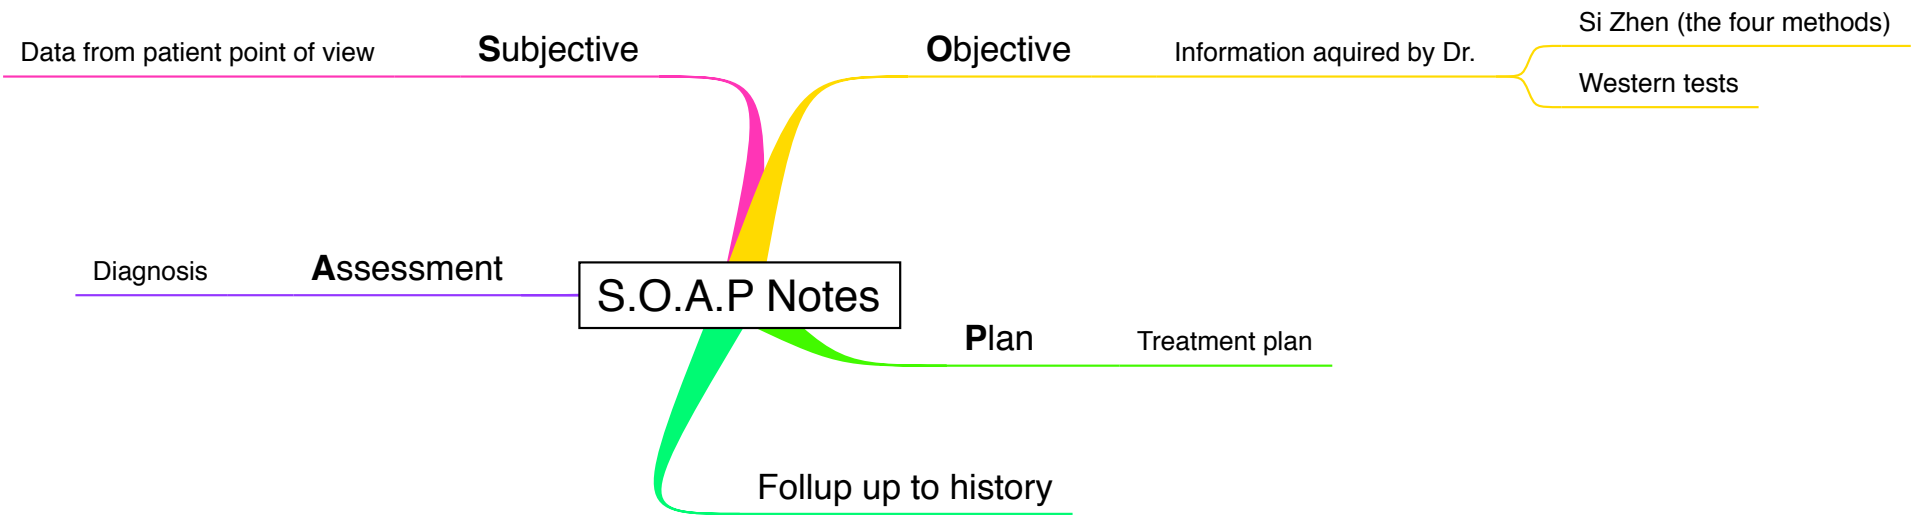 Data from patient point of view
Subjective
Objective
Information aquired by Dr.
Si Zhen (the four methods)
Western tests
Diagnosis
Assessment
S.O.A.P Notes
Plan
Treatment plan
Follup up to history